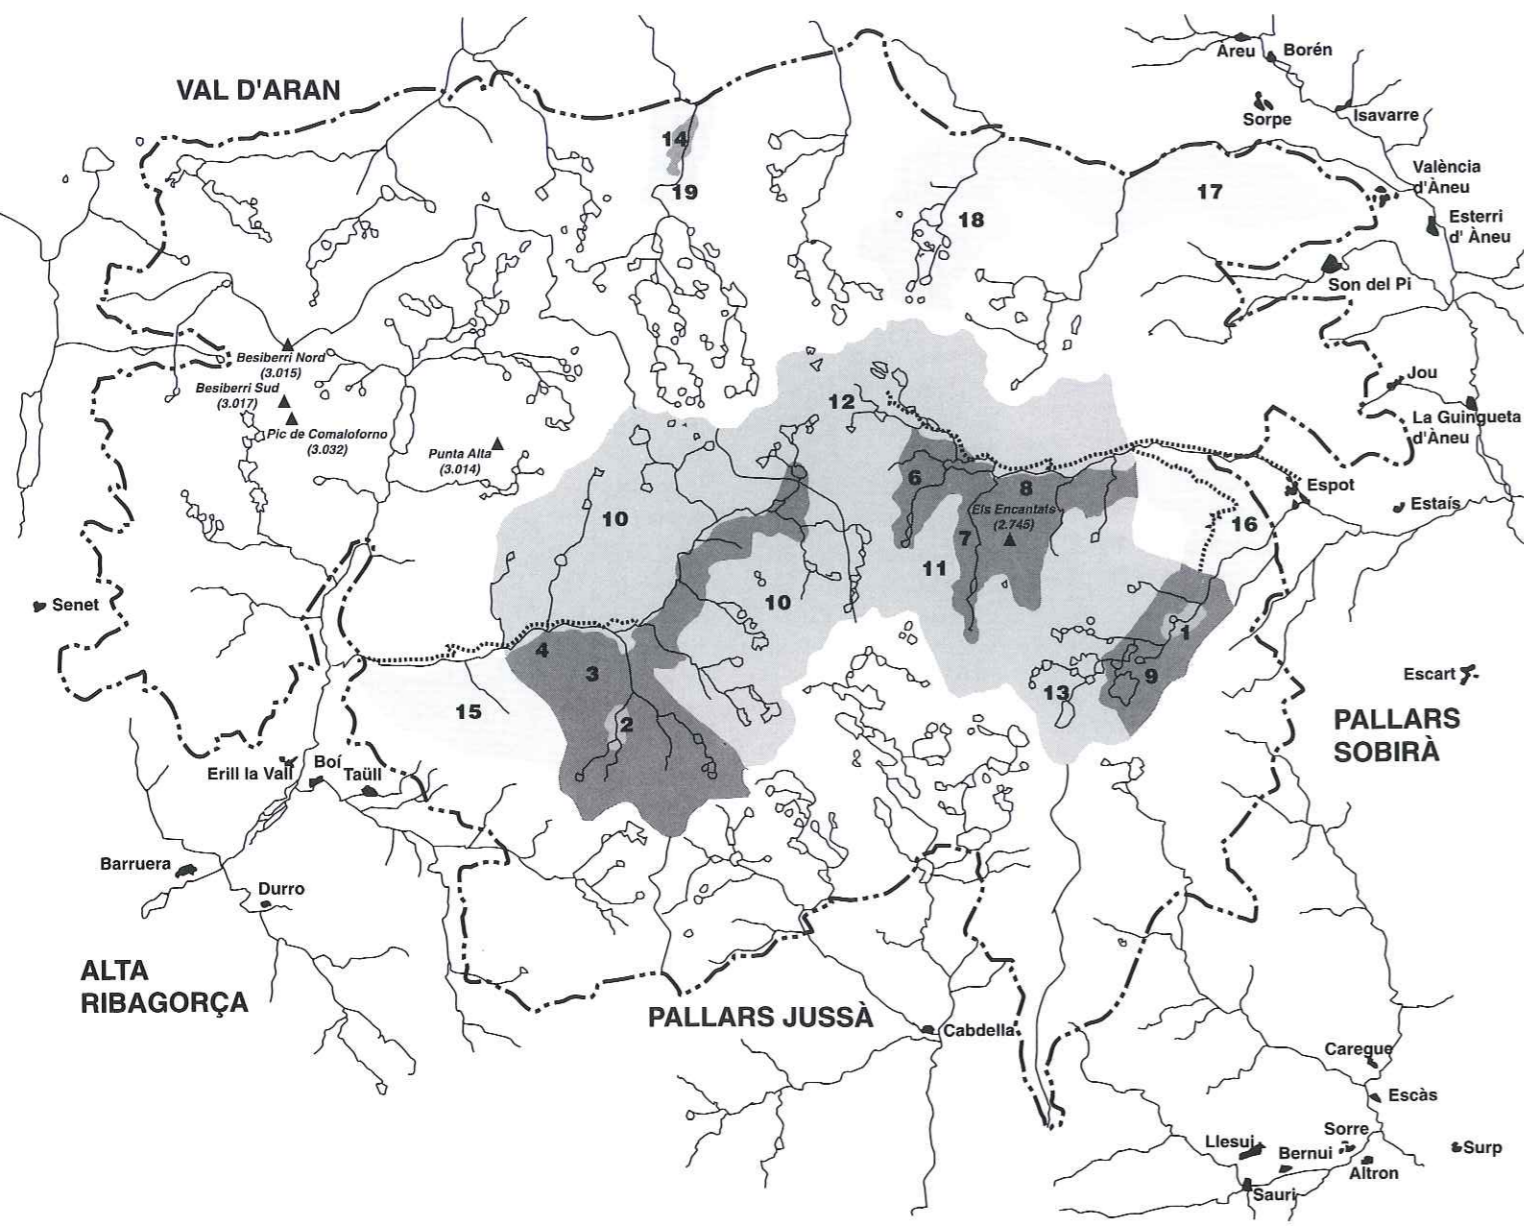 Àreu
Borén
VAL D'ARAN
Sorpe
Isavarre
14
València
d'Àneu
19
17
18
Esterri
d' Àneu
Son del Pi
Besiberri Nord
(3.015)
Besiberri Sud
(3.017)
Jou
12
La Guingueta
d'Àneu
Pic de Comaloforno
(3.032)
Punta Alta
(3.014)
6
8
Espot
Els Encantats
(2.745)
Estaís
10
16
7
11
Senet
10
1
4
3
9
Escart
13
15
2
PALLARS
SOBIRÀ
Erill la Vall
Boí
Taüll
Barruera
Durro
ALTA
RIBAGORÇA
PALLARS JUSSÀ
Cabdella
Caregue
Escàs
Llesui
Sorre
Bernui
Surp
Altron
Sauri